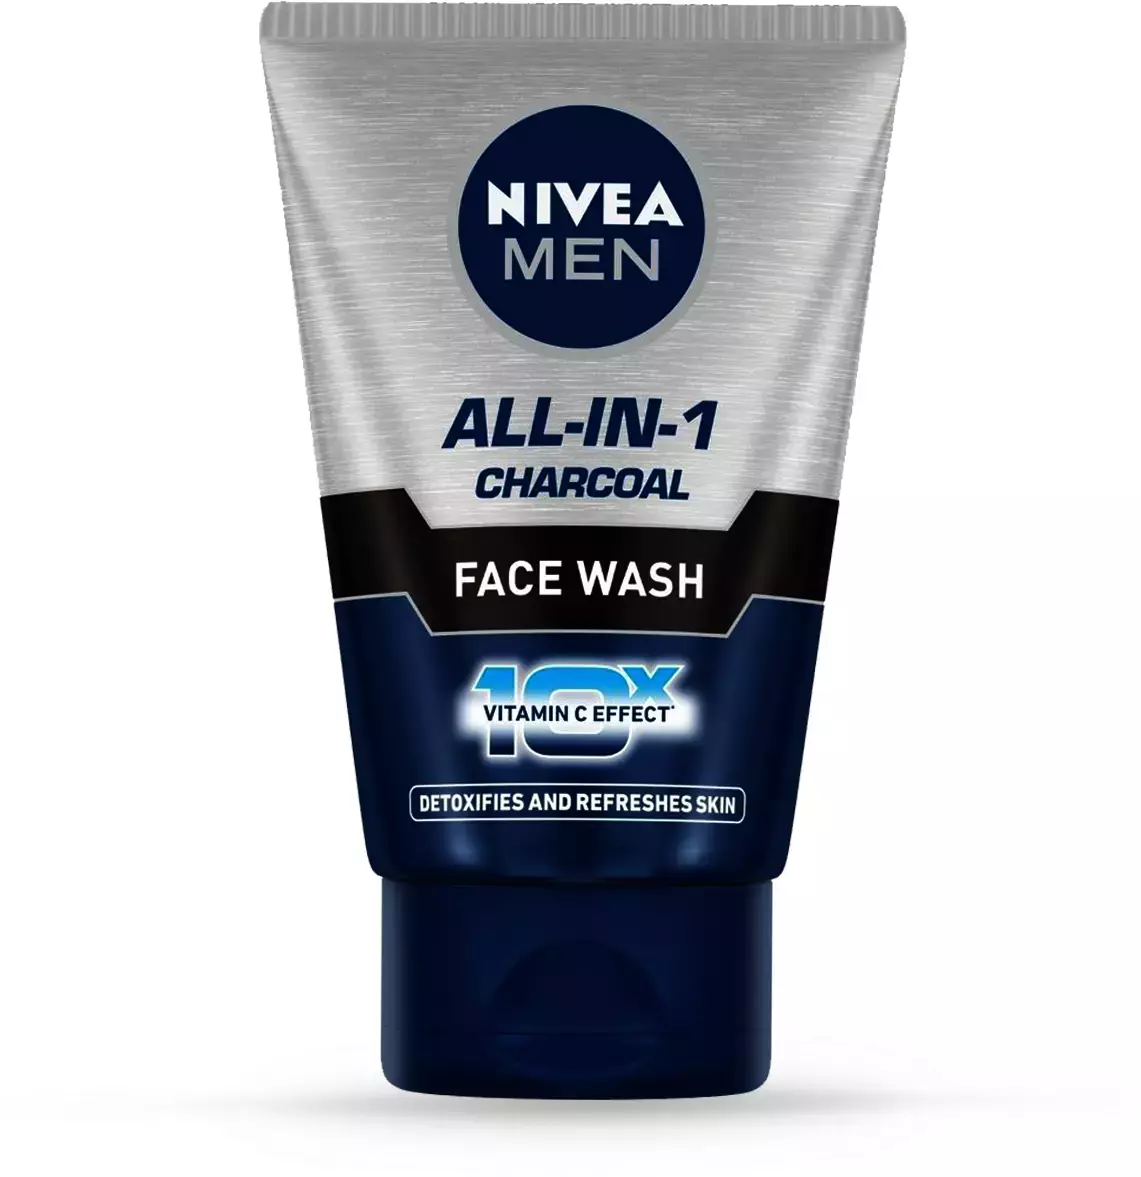 NIVEA
MEN
ALL-IN-1
CHARCOAL
FACE WASH
10X
VITAMIN C EFFECT*
DETOXIFIES AND REFRESHES SKIN